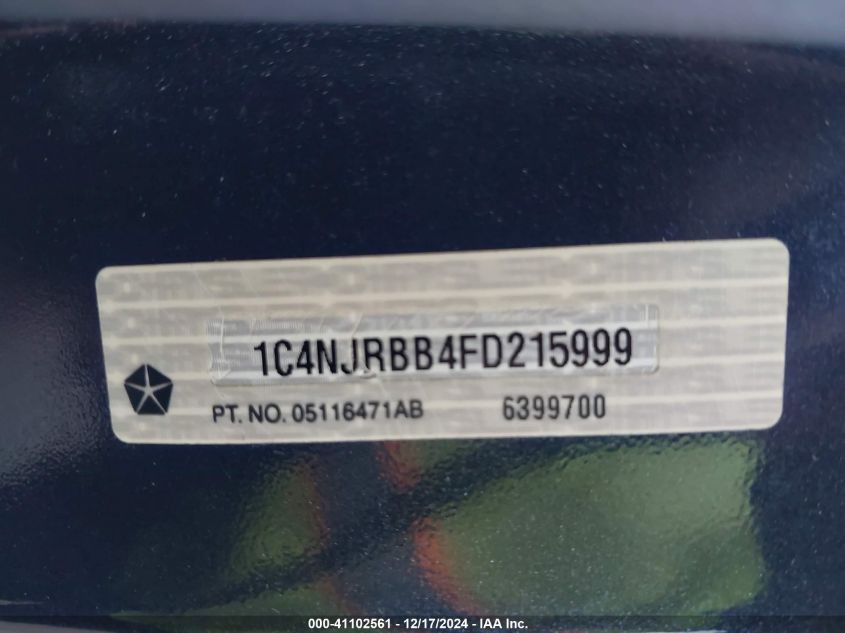 1C4NJRBB4FD215999
PT. NO. 05116471AB 6399700
000-41102561 - 12/17/2024 - IAA Inc.